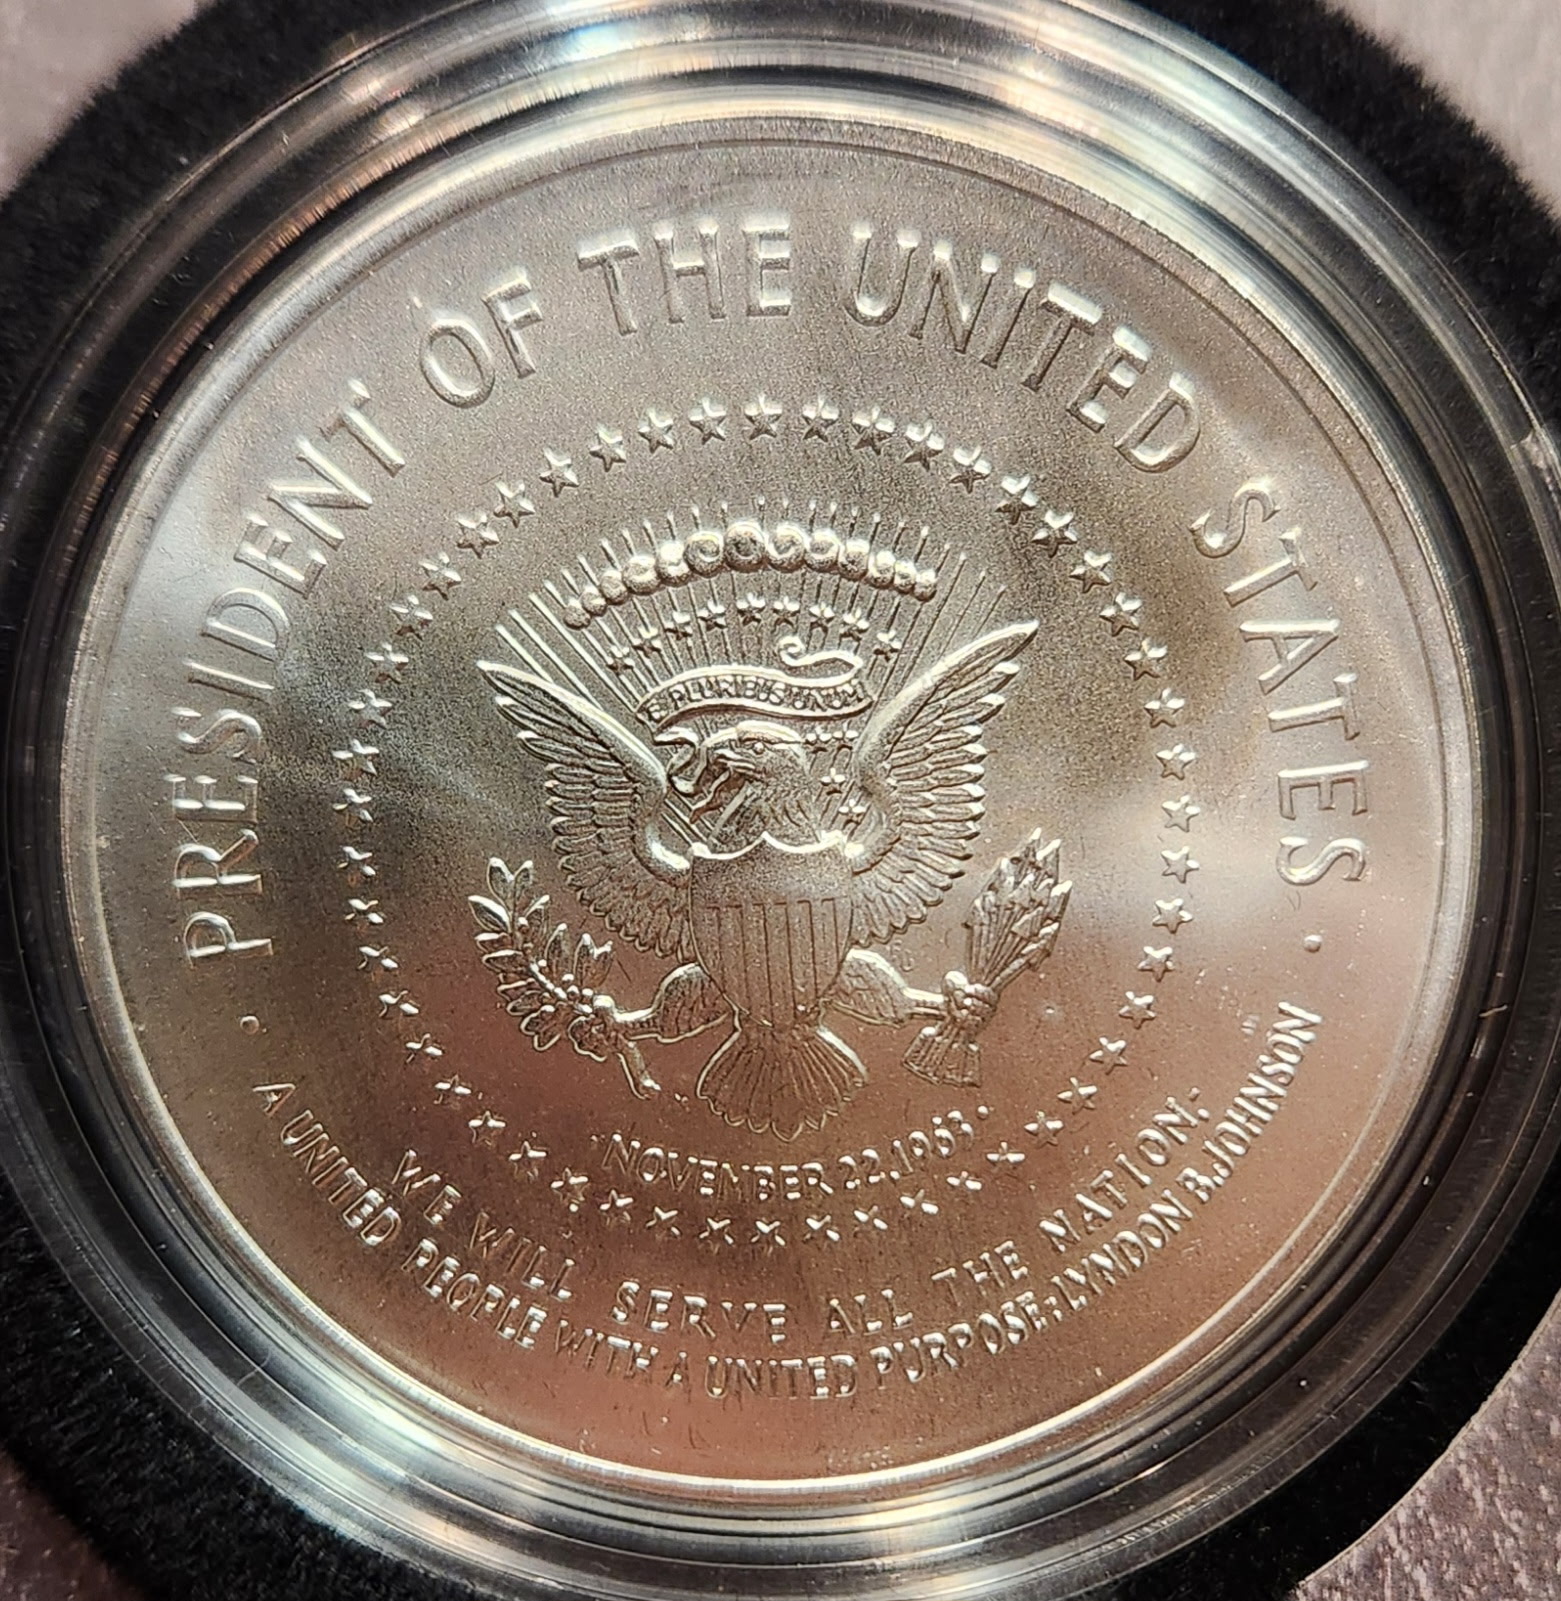 PRESIDENT OF THE UNITED STATES
E PLURIBUS UNUM
NOVEMBER 22, 1963
WE WILL SERVE ALL THE NATION.
A UNITED PEOPLE WITH A UNITED PURPOSE. LYNDON B. JOHNSON